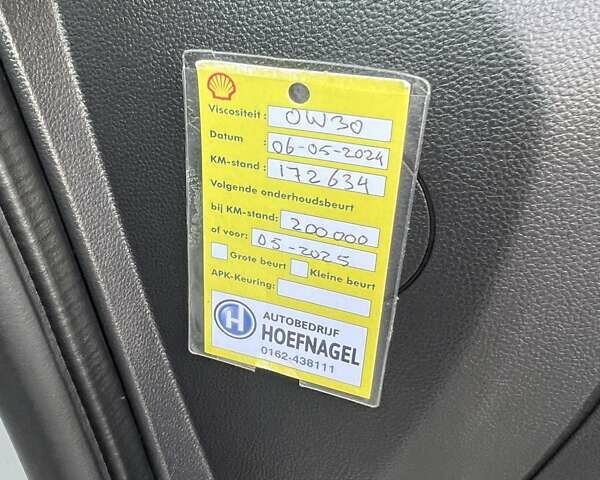 Viscositeit : 0W30
Datum : 06-05-2024
KM-stand : 172634
Volgende onderhoudsbeurt
bij KM-stand: 200.000
of voor: 05-2025
Grote beurt Kleine beurt
APK-Keuring:
H AUTOBEDRIJF
HOEFNAGEL
0162-438111